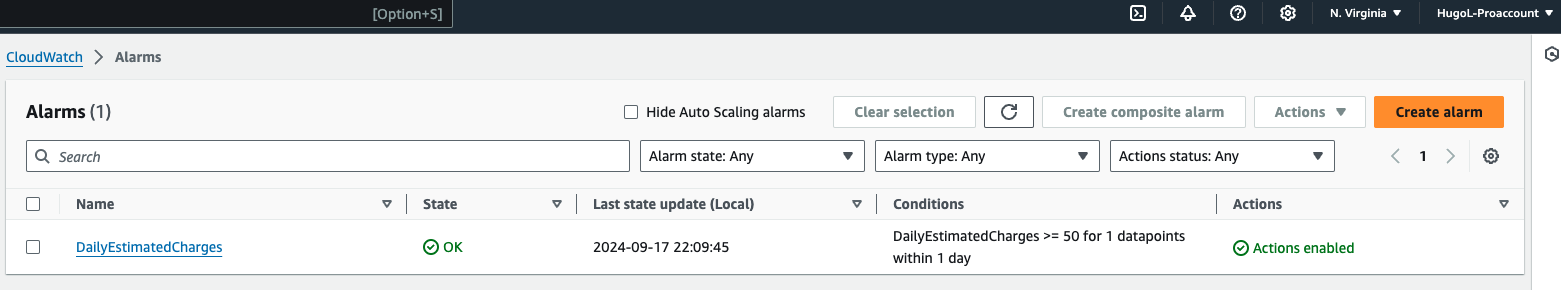 [Option+S]
N. Virginia
HugoL-Proaccount
CloudWatch
Alarms
Alarms (1)
Hide Auto Scaling alarms
Clear selection
Create composite alarm
Actions
Create alarm
Search
Alarm state: Any
Alarm type: Any
Actions status: Any
1
Name
State
Last state update (Local)
Conditions
Actions
DailyEstimatedCharges
OK
2024-09-17 22:09:45
DailyEstimatedCharges >= 50 for 1 datapoints
within 1 day
Actions enabled